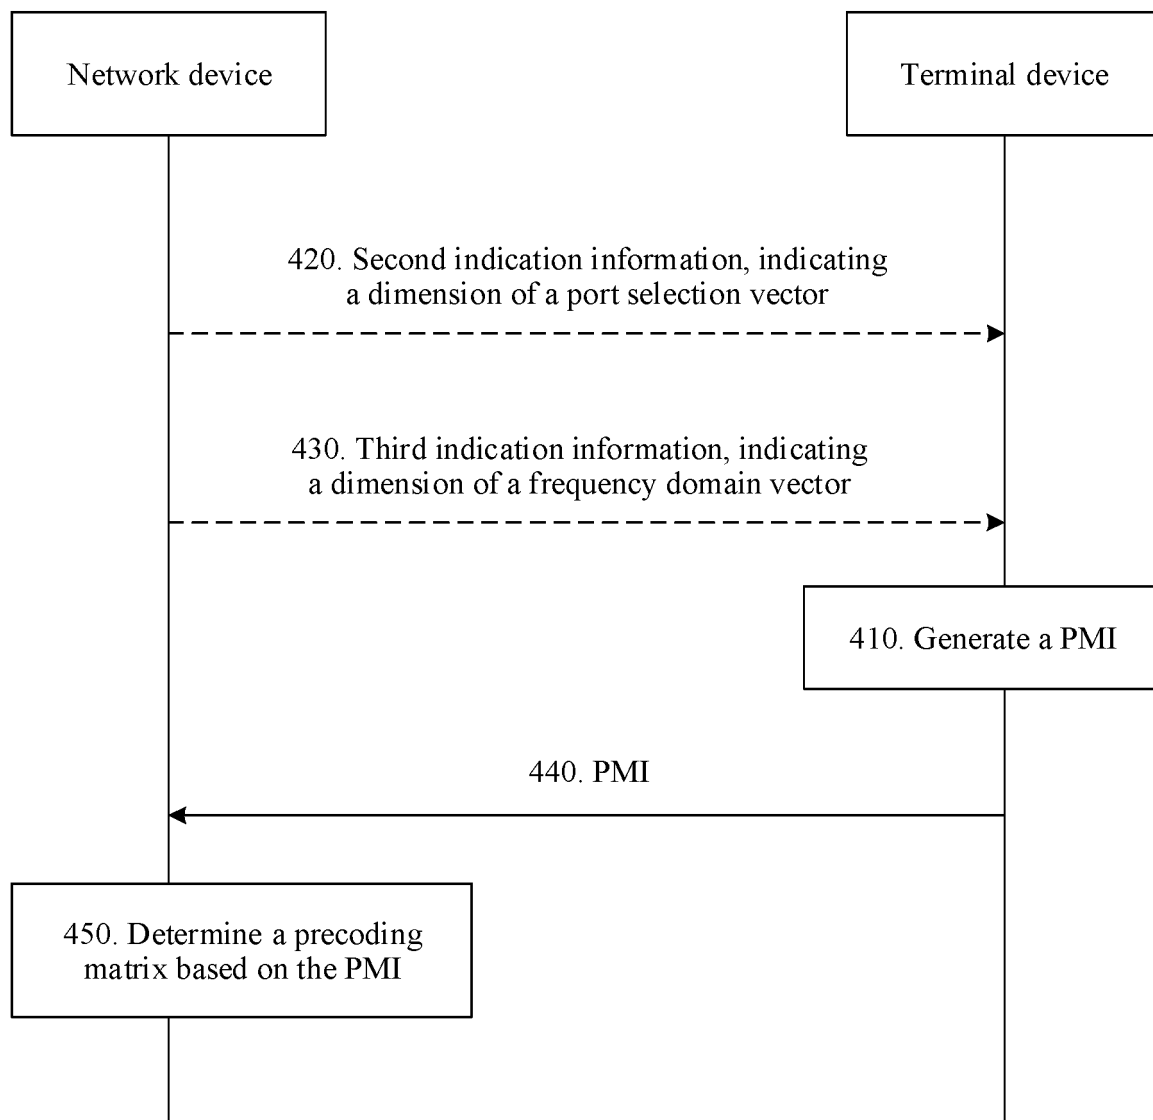 Network device
Terminal device
420. Second indication information, indicating
a dimension of a port selection vector
430. Third indication information, indicating
a dimension of a frequency domain vector
410. Generate a PMI
440. PMI
450. Determine a precoding
matrix based on the PMI